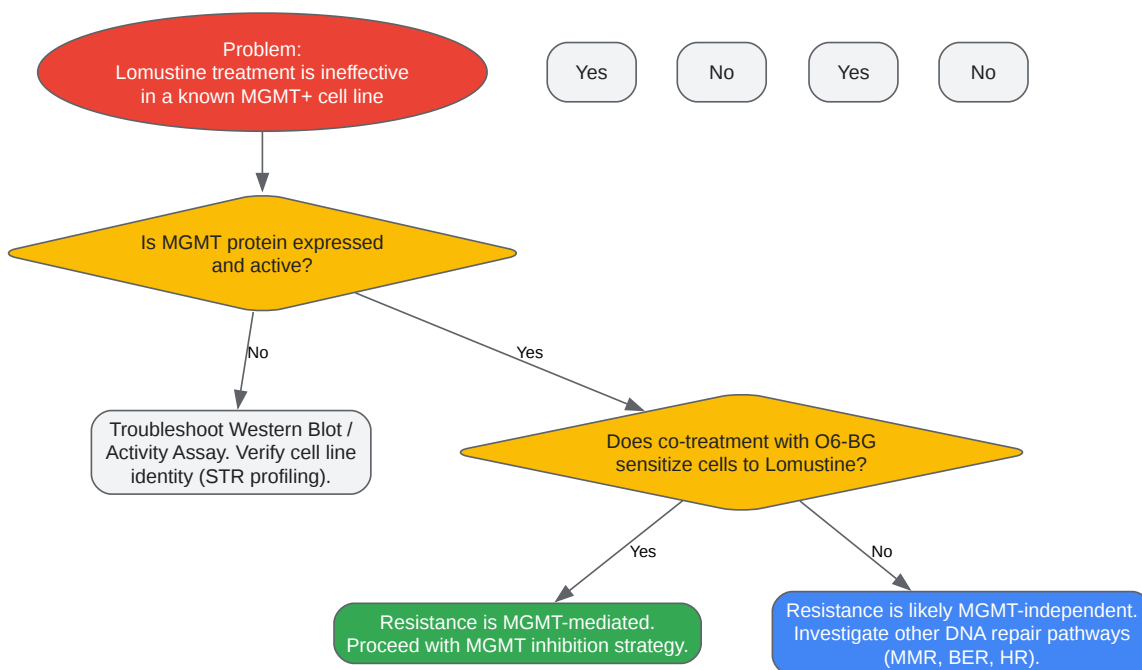 Problem:
Lomustine treatment is ineffective
in a known MGMT+ cell line
Yes
No
Yes
No
Is MGMT protein expressed
and active?
No
Yes
Troubleshoot Western Blot /
Activity Assay. Verify cell line
identity (STR profiling).
Does co-treatment with O6-BG
sensitize cells to Lomustine?
Yes
No
Resistance is MGMT-mediated.
Proceed with MGMT inhibition strategy.
Resistance is likely MGMT-independent.
Investigate other DNA repair pathways
(MMR, BER, HR).